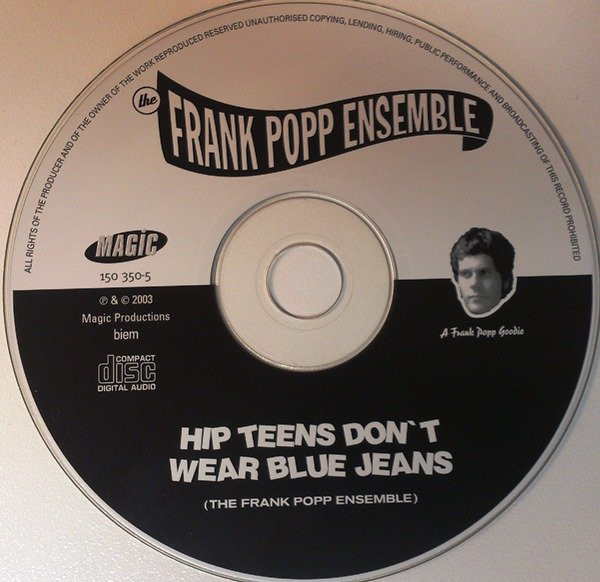 ALL RIGHTS OF THE PRODUCER AND OF THE OWNER OF THE WORK REPRODUCED RESERVED UNAUTHORISED COPYING, LENDING, HIRING, PUBLIC PERFORMANCE AND BROADCASTING OF THIS RECORD PROHIBITED
the
FRANK POPP ENSEMBLE
MAGIC
150 350-5
℗ & © 2003
Magic Productions
biem
COMPACT
disc
DIGITAL AUDIO
A Frank Popp Goodie
HIP TEENS DON`T
WEAR BLUE JEANS
(THE FRANK POPP ENSEMBLE)